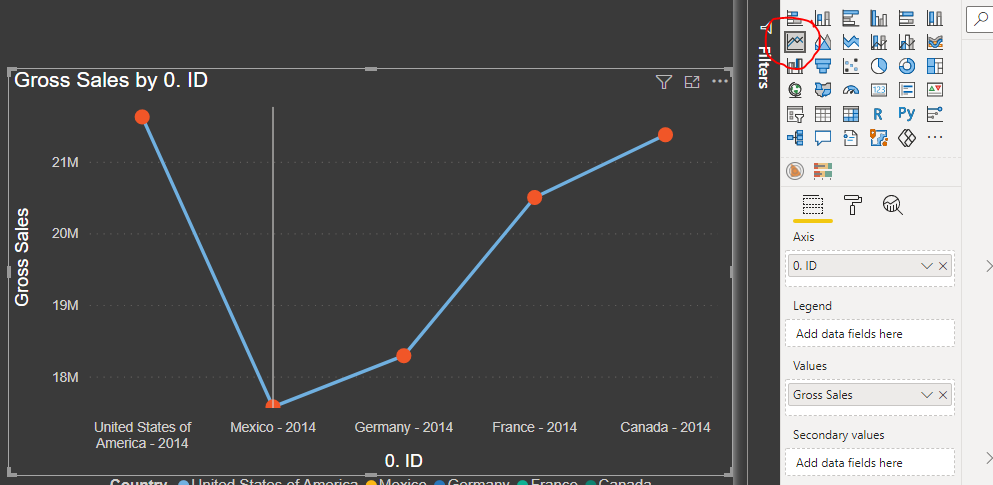 Gross Sales by 0. ID
21M
20M
19M
18M
Gross Sales
United States of
America - 2014
Mexico - 2014
Germany - 2014
France - 2014
Canada - 2014
0. ID
Country United States of America Mexico Germany France Canada
Filters
123
R
Py
Axis
0. ID
Legend
Add data fields here
Values
Gross Sales
Secondary values
Add data fields here